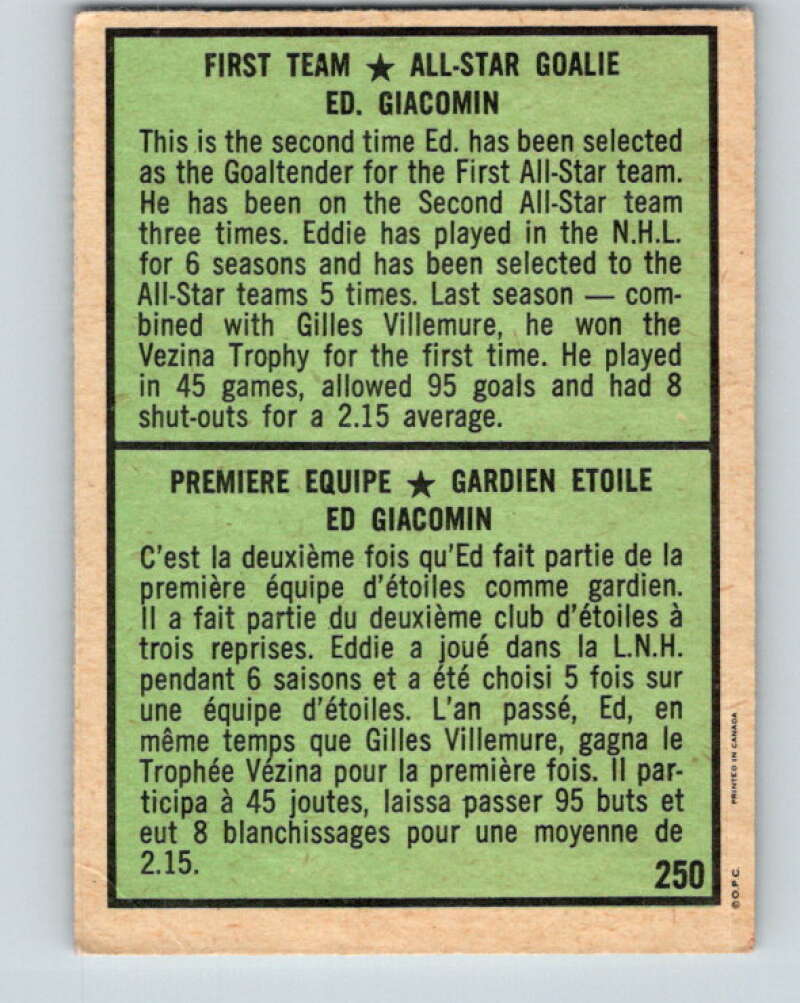 FIRST TEAM ★ ALL-STAR GOALIE
ED. GIACOMIN
This is the second time Ed. has been selected
as the Goaltender for the First All-Star team.
He has been on the Second All-Star team
three times. Eddie has played in the N.H.L.
for 6 seasons and has been selected to the
All-Star teams 5 times. Last season — com-
bined with Gilles Villemure, he won the
Vezina Trophy for the first time. He played
in 45 games, allowed 95 goals and had 8
shut-outs for a 2.15 average.
PREMIERE EQUIPE ★ GARDIEN ETOILE
ED GIACOMIN
C'est la deuxième fois qu'Ed fait partie de la
première équipe d'étoiles comme gardien.
Il a fait partie du deuxième club d'étoiles à
trois reprises. Eddie a joué dans la L.N.H.
pendant 6 saisons et a été choisi 5 fois sur
une équipe d'étoiles. L'an passé, Ed, en
même temps que Gilles Villemure, gagna le
Trophée Vézina pour la première fois. Il par-
ticipa à 45 joutes, laissa passer 95 buts et
eut 8 blanchissages pour une moyenne de
2.15.
250
©O.P.C. PRINTED IN CANADA